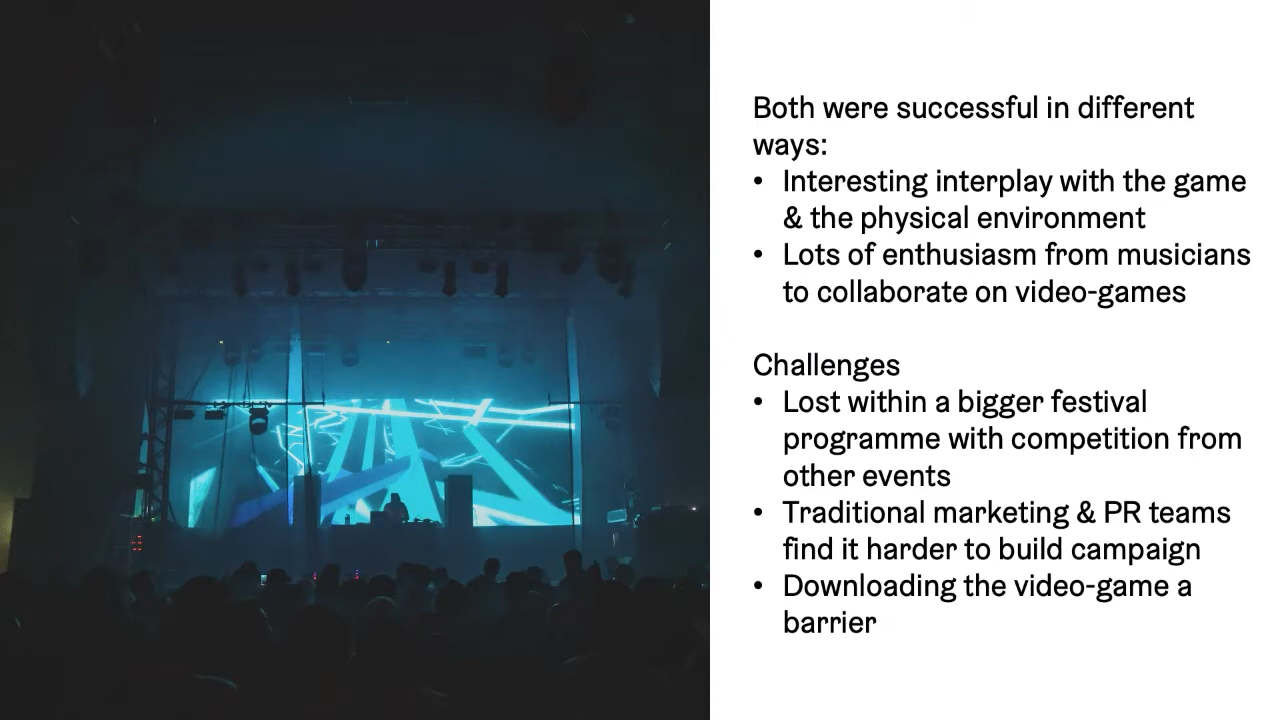 Both were successful in different
ways:
• Interesting interplay with the game
& the physical environment
• Lots of enthusiasm from musicians
to collaborate on video-games
Challenges
• Lost within a bigger festival
programme with competition from
other events
• Traditional marketing & PR teams
find it harder to build campaign
• Downloading the video-game a
barrier